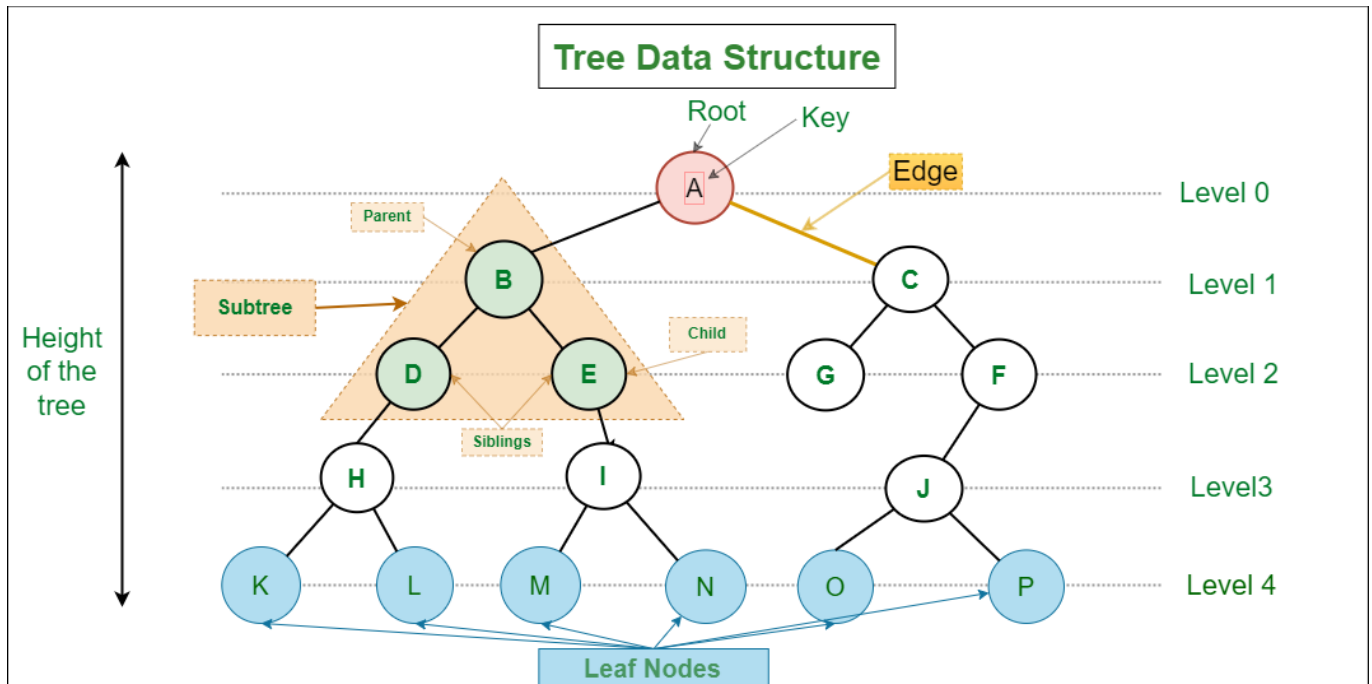 Tree Data Structure
Root
Key
A
Edge
Level 0
Parent
B
C
Level 1
Subtree
Height
of the
tree
Child
D
E
G
F
Level 2
Siblings
H
I
J
Level3
K
L
M
N
O
P
Level 4
Leaf Nodes